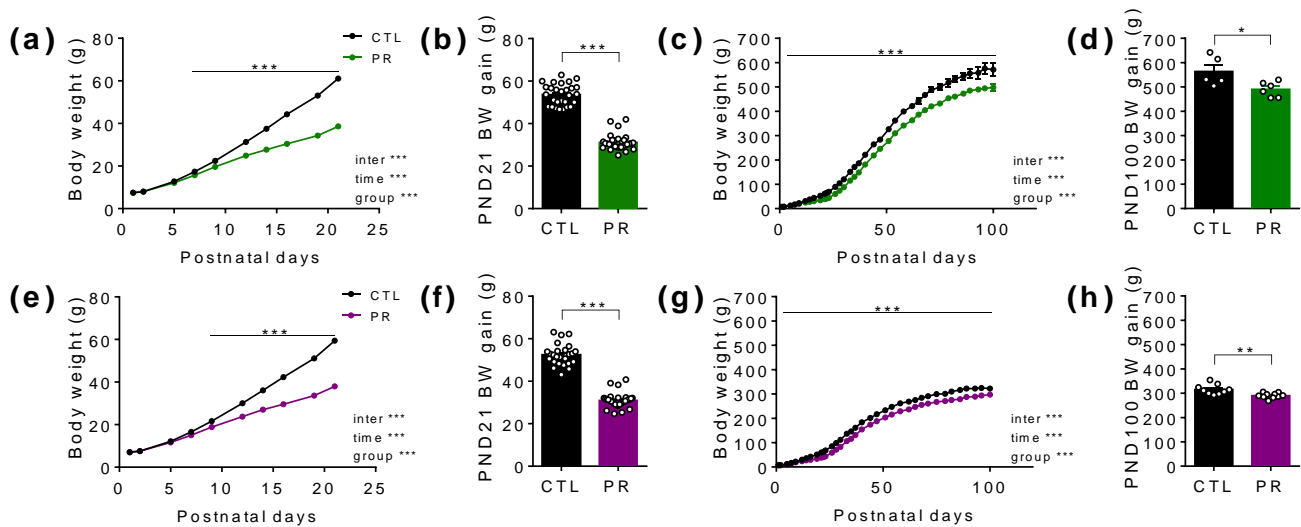 (a)
Body weight (g)
80
60
40
20
0
0 5 10 15 20 25
Postnatal days
CTL
PR
***
inter ***
time ***
group ***
(b)
PND21 BW gain (g)
80
60
40
20
0
***
CTL PR
(c)
Body weight (g)
700
600
500
400
300
200
100
0
0 50 100
Postnatal days
***
inter ***
time ***
group ***
(d)
PND100 BW gain (g)
700
600
500
400
300
200
100
0
*
CTL PR
(e)
Body weight (g)
80
60
40
20
0
0 5 10 15 20 25
Postnatal days
CTL
PR
***
inter ***
time ***
group ***
(f)
PND21 BW gain (g)
80
60
40
20
0
***
CTL PR
(g)
Body weight (g)
700
600
500
400
300
200
100
0
0 50 100
Postnatal days
***
inter ***
time ***
group ***
(h)
PND100 BW gain (g)
700
600
500
400
300
200
100
0
**
CTL PR